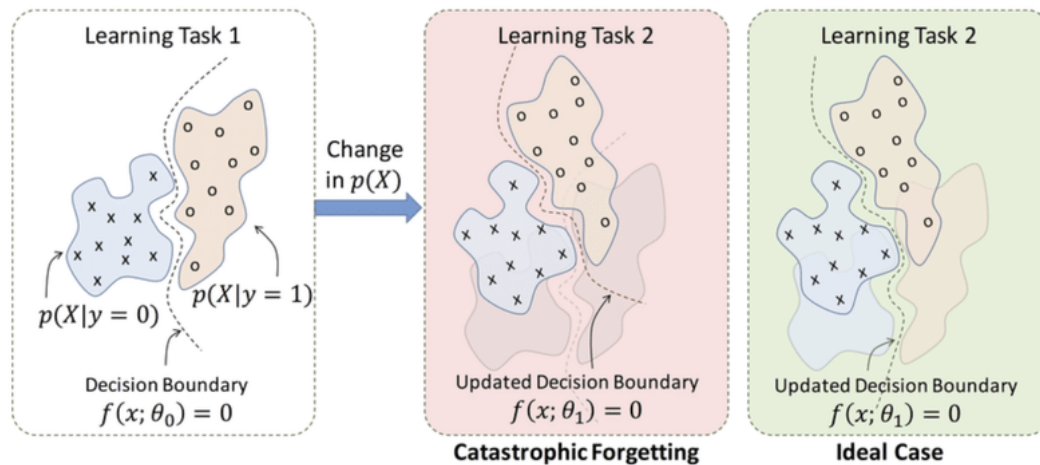 Learning Task 1
p(X|y = 0)
p(X|y = 1)
Decision Boundary
f(x; θ₀) = 0
Change
in p(X)
Learning Task 2
Updated Decision Boundary
f(x; θ₁) = 0
Catastrophic Forgetting
Learning Task 2
Updated Decision Boundary
f(x; θ₁) = 0
Ideal Case